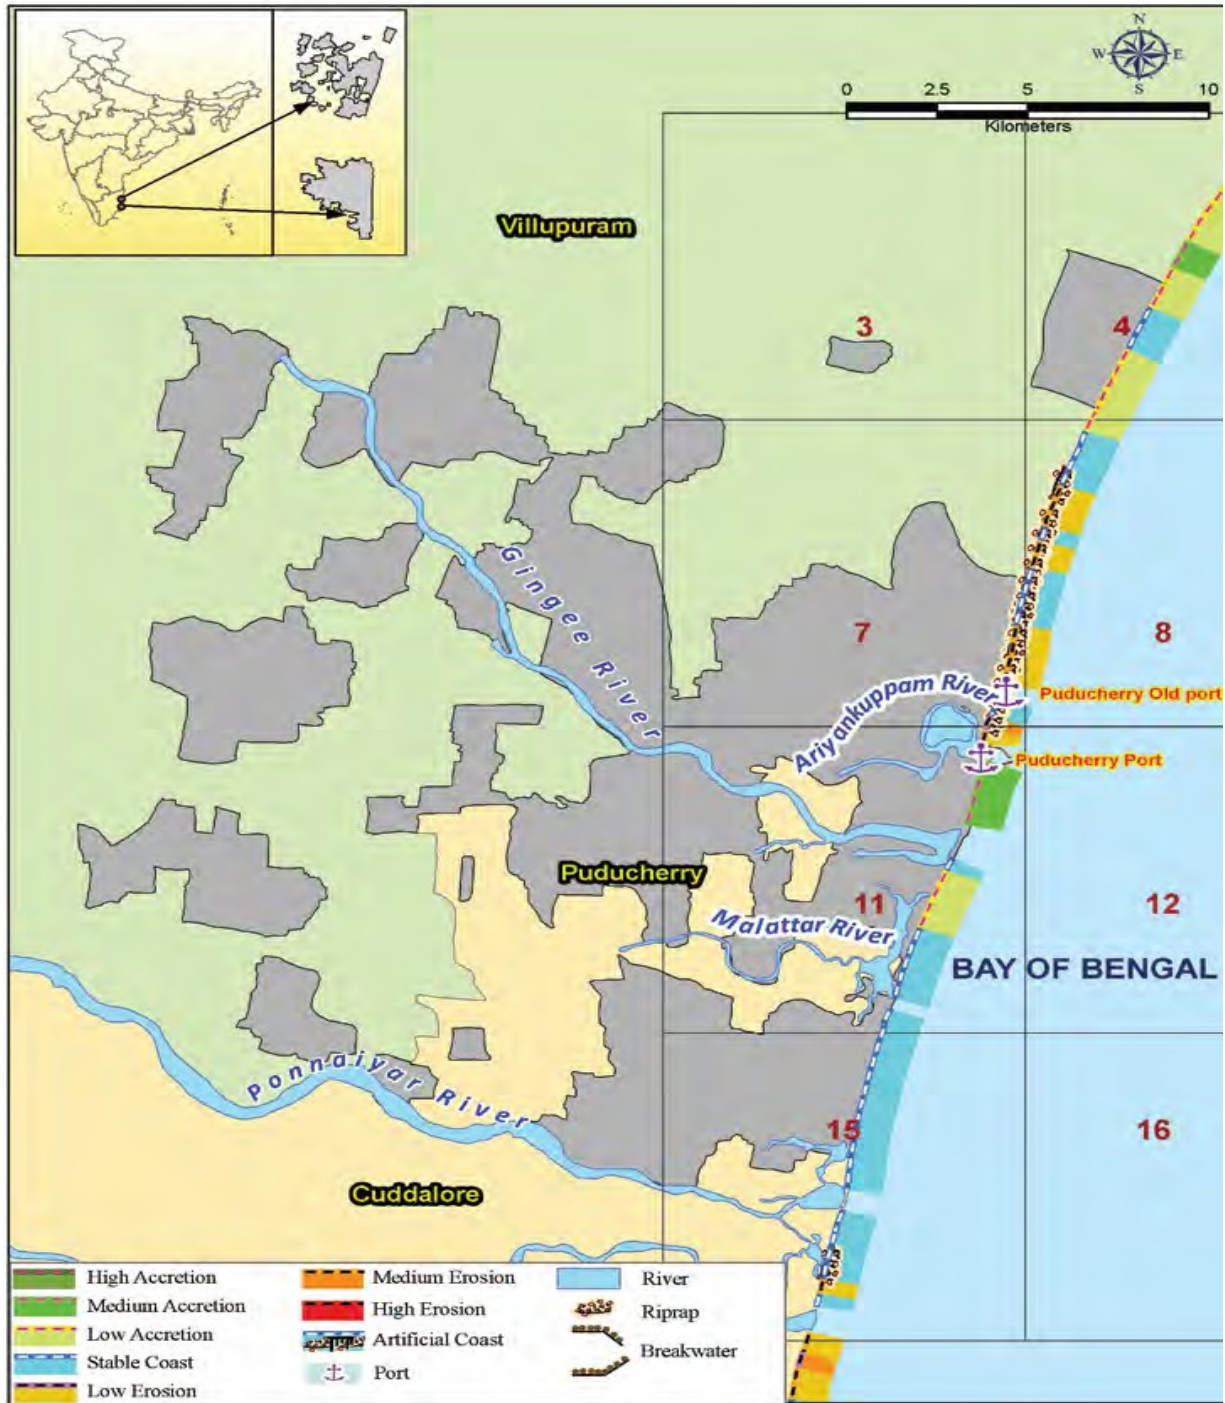 N
W E
S
0 2.5 5 10
Kilometers
Villupuram
3
4
Gingee River
7
8
Ariyankuppam River
Puducherry Old port
Puducherry Port
Puducherry
11
12
Malattar River
BAY OF BENGAL
Ponnaiyar River
15
16
Cuddalore
High Accretion
Medium Accretion
Low Accretion
Stable Coast
Low Erosion
Medium Erosion
High Erosion
Artificial Coast
Port
River
Riprap
Breakwater